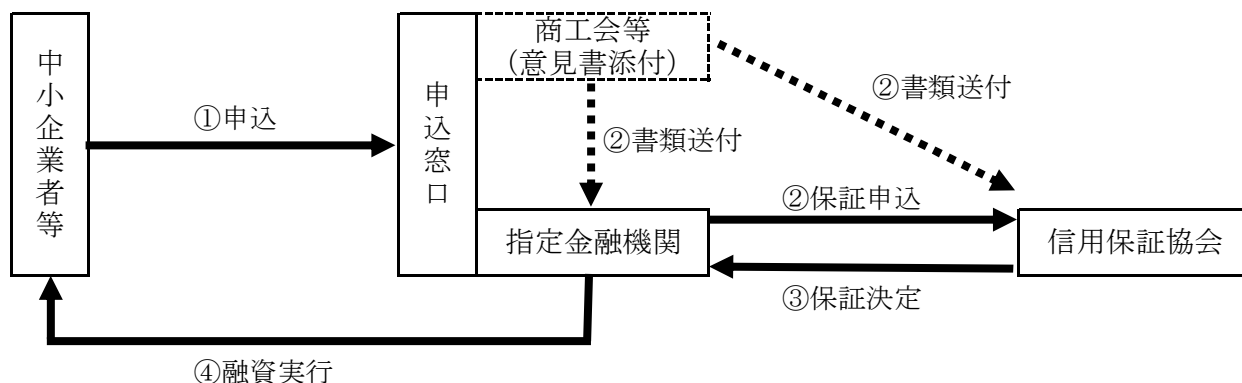 中小企業者等
①申込
申込窓口
商工会等
(意見書添付)
②書類送付
②書類送付
指定金融機関
②保証申込
③保証決定
信用保証協会
④融資実行